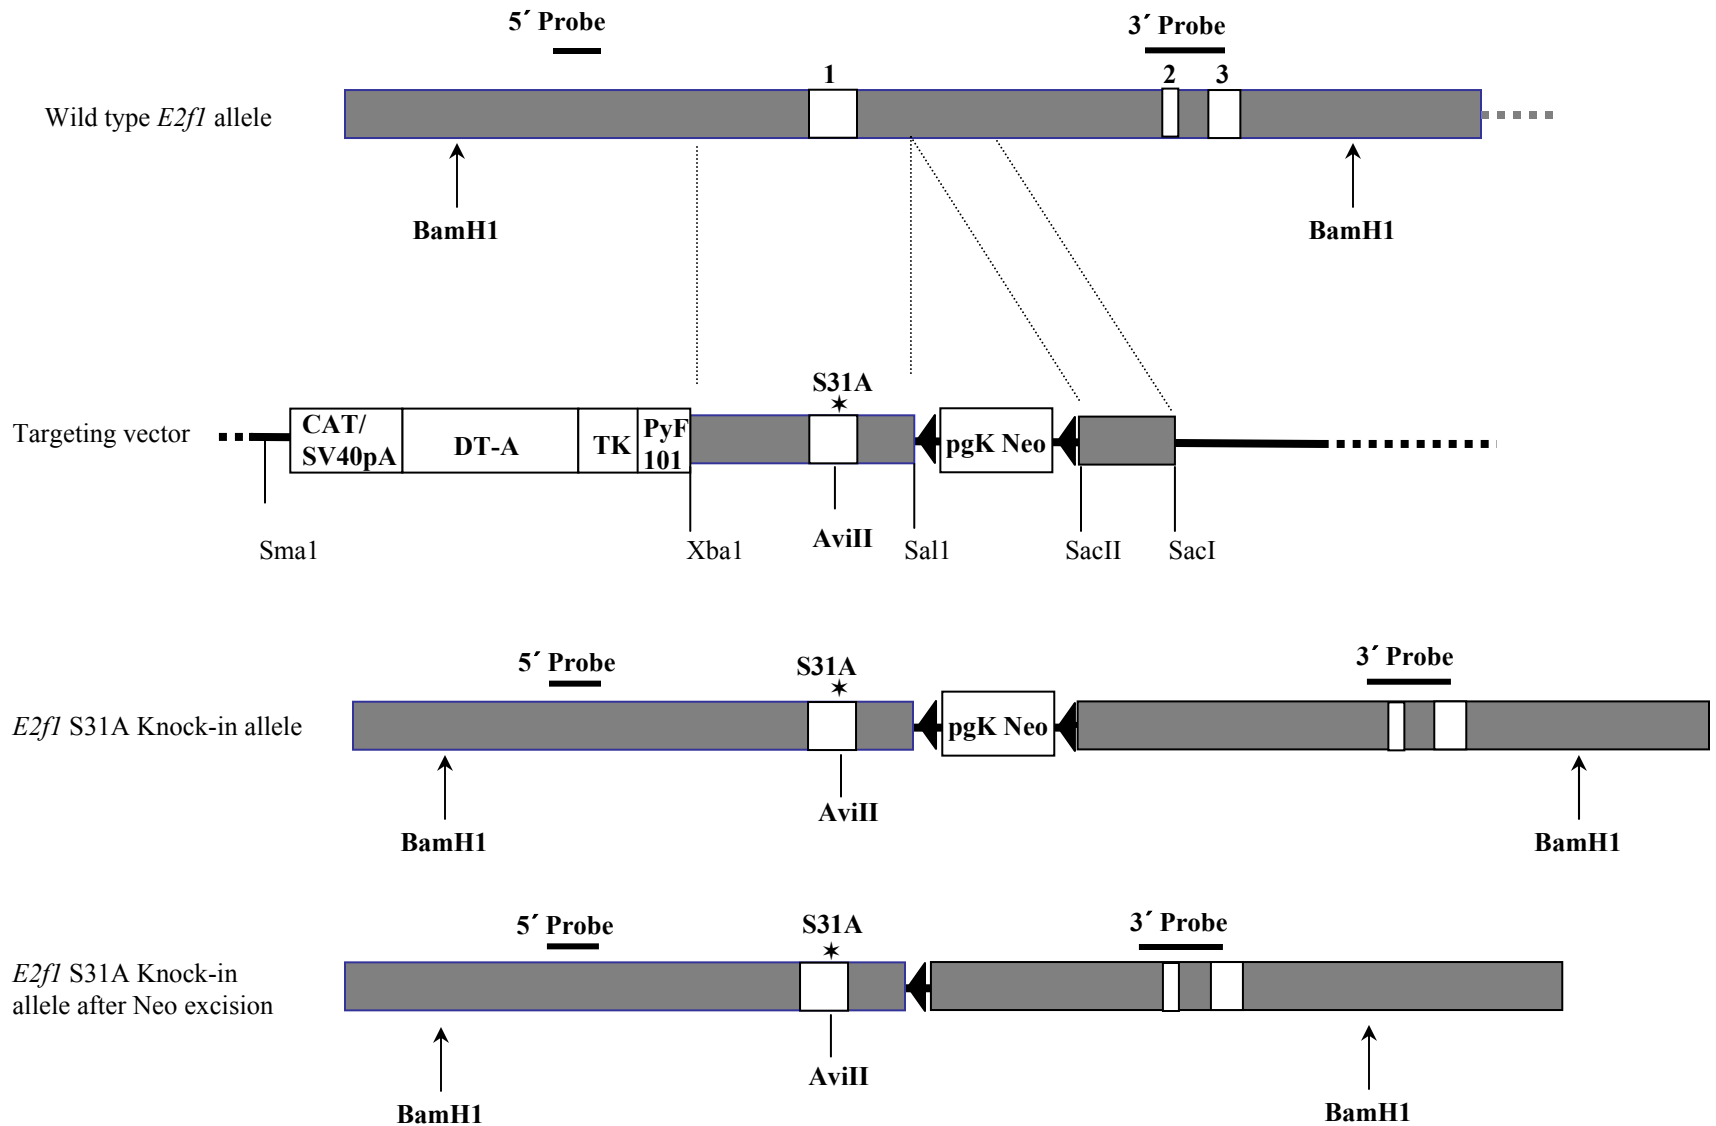 5´ Probe
3´ Probe
1
2
3
Wild type E2f1 allele
BamH1
BamH1
S31A
Targeting vector
CAT/
SV40pA
DT-A
TK
PyF
101
pgK Neo
Sma1
Xba1
AviII
Sal1
SacII
SacI
5´ Probe
S31A
3´ Probe
E2f1 S31A Knock-in allele
pgK Neo
AviII
BamH1
BamH1
5´ Probe
S31A
3´ Probe
E2f1 S31A Knock-in
allele after Neo excision
AviII
BamH1
BamH1